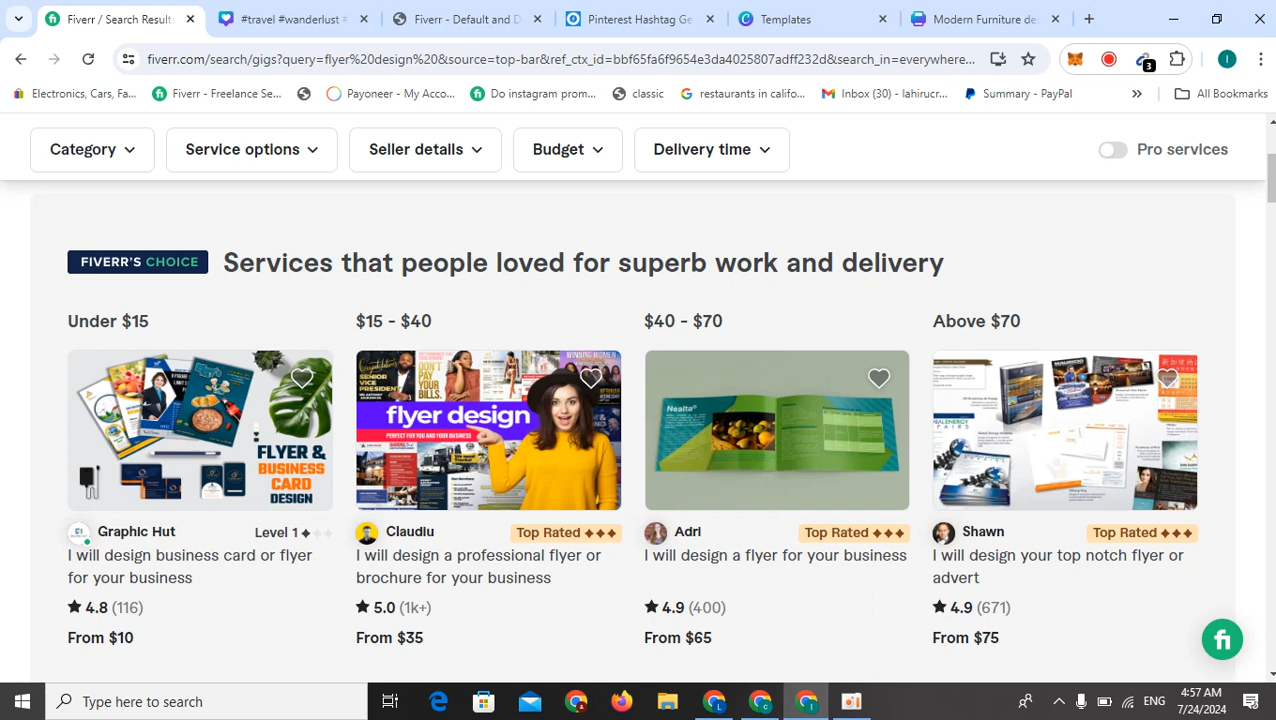 Fiverr / Search Results
#travel #wanderlust #
Fiverr - Default and D
Pinterest Hashtag Ge
Templates
Modern Furniture de
fiverr.com/search/gigs?query=flyer%20design%20&source=top-bar&ref_ctx_id=bbf65fa6f9654e3da4025807adff232d&search_in=everywhere...
3
I
Electronics, Cars, Fa...
Fiverr - Freelance Se...
Payoneer - My Acco...
Do instagram prom...
classic
restaurants in califo...
Inbox (30) - lahirucr...
Summary - PayPal
All Bookmarks
Category
Service options
Seller details
Budget
Delivery time
Pro services
FIVERR'S CHOICE
Services that people loved for superb work and delivery
Under $15
$15 - $40
$40 - $70
Above $70
FLYER &
BUSINESS
CARD
DESIGN
Congratulations
SENIOR
VICE
PRESIDENT
DON'T
PAY
YOUR
WINNING WOMEN
flyer design
PERFECT FOR YOU AND YOUR BUSINESS
Nealta
Graphic Hut
Level 1
Claudiu
Top Rated
Adri
Top Rated
Shawn
Top Rated
I will design business card or flyer
for your business
I will design a professional flyer or
brochure for your business
I will design a flyer for your business
I will design your top notch flyer or
advert
4.8 (116)
5.0 (1k+)
4.9 (400)
4.9 (671)
From $10
From $35
From $65
From $75
fi
Type here to search
ENG
4:57 AM
7/24/2024